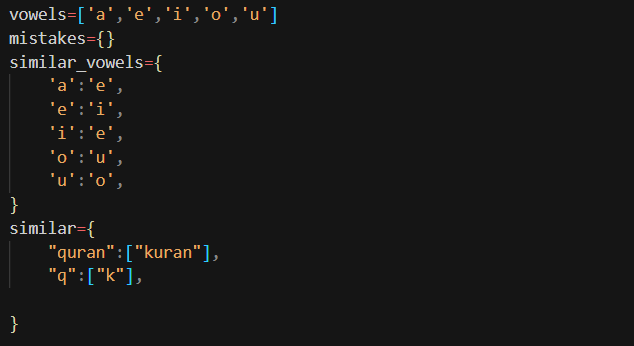 vowels=['a','e','i','o','u']
mistakes={}
similar_vowels={
    'a':'e',
    'e':'i',
    'i':'e',
    'o':'u',
    'u':'o',
}
similar={
    "quran":["kuran"],
    "q":["k"],
}